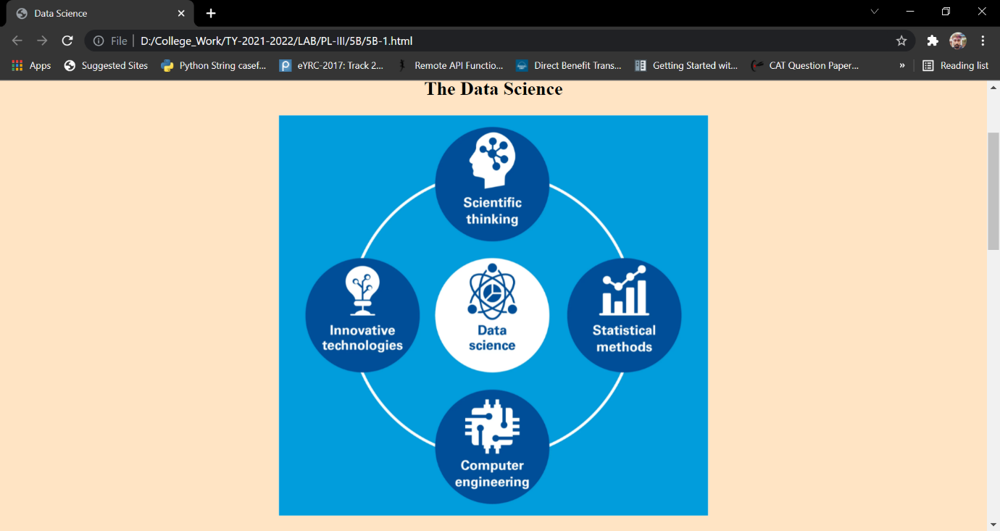 Data Science
File
D:/College_Work/TY-2021-2022/LAB/PL-III/5B/5B-1.html
Apps
Suggested Sites
Python String casef...
eYRC-2017: Track 2...
Remote API Functio...
Direct Benefit Trans...
Getting Started wit...
CAT Question Paper...
»
Reading list
The Data Science
Scientific
thinking
Innovative
technologies
Data
science
Statistical
methods
Computer
engineering